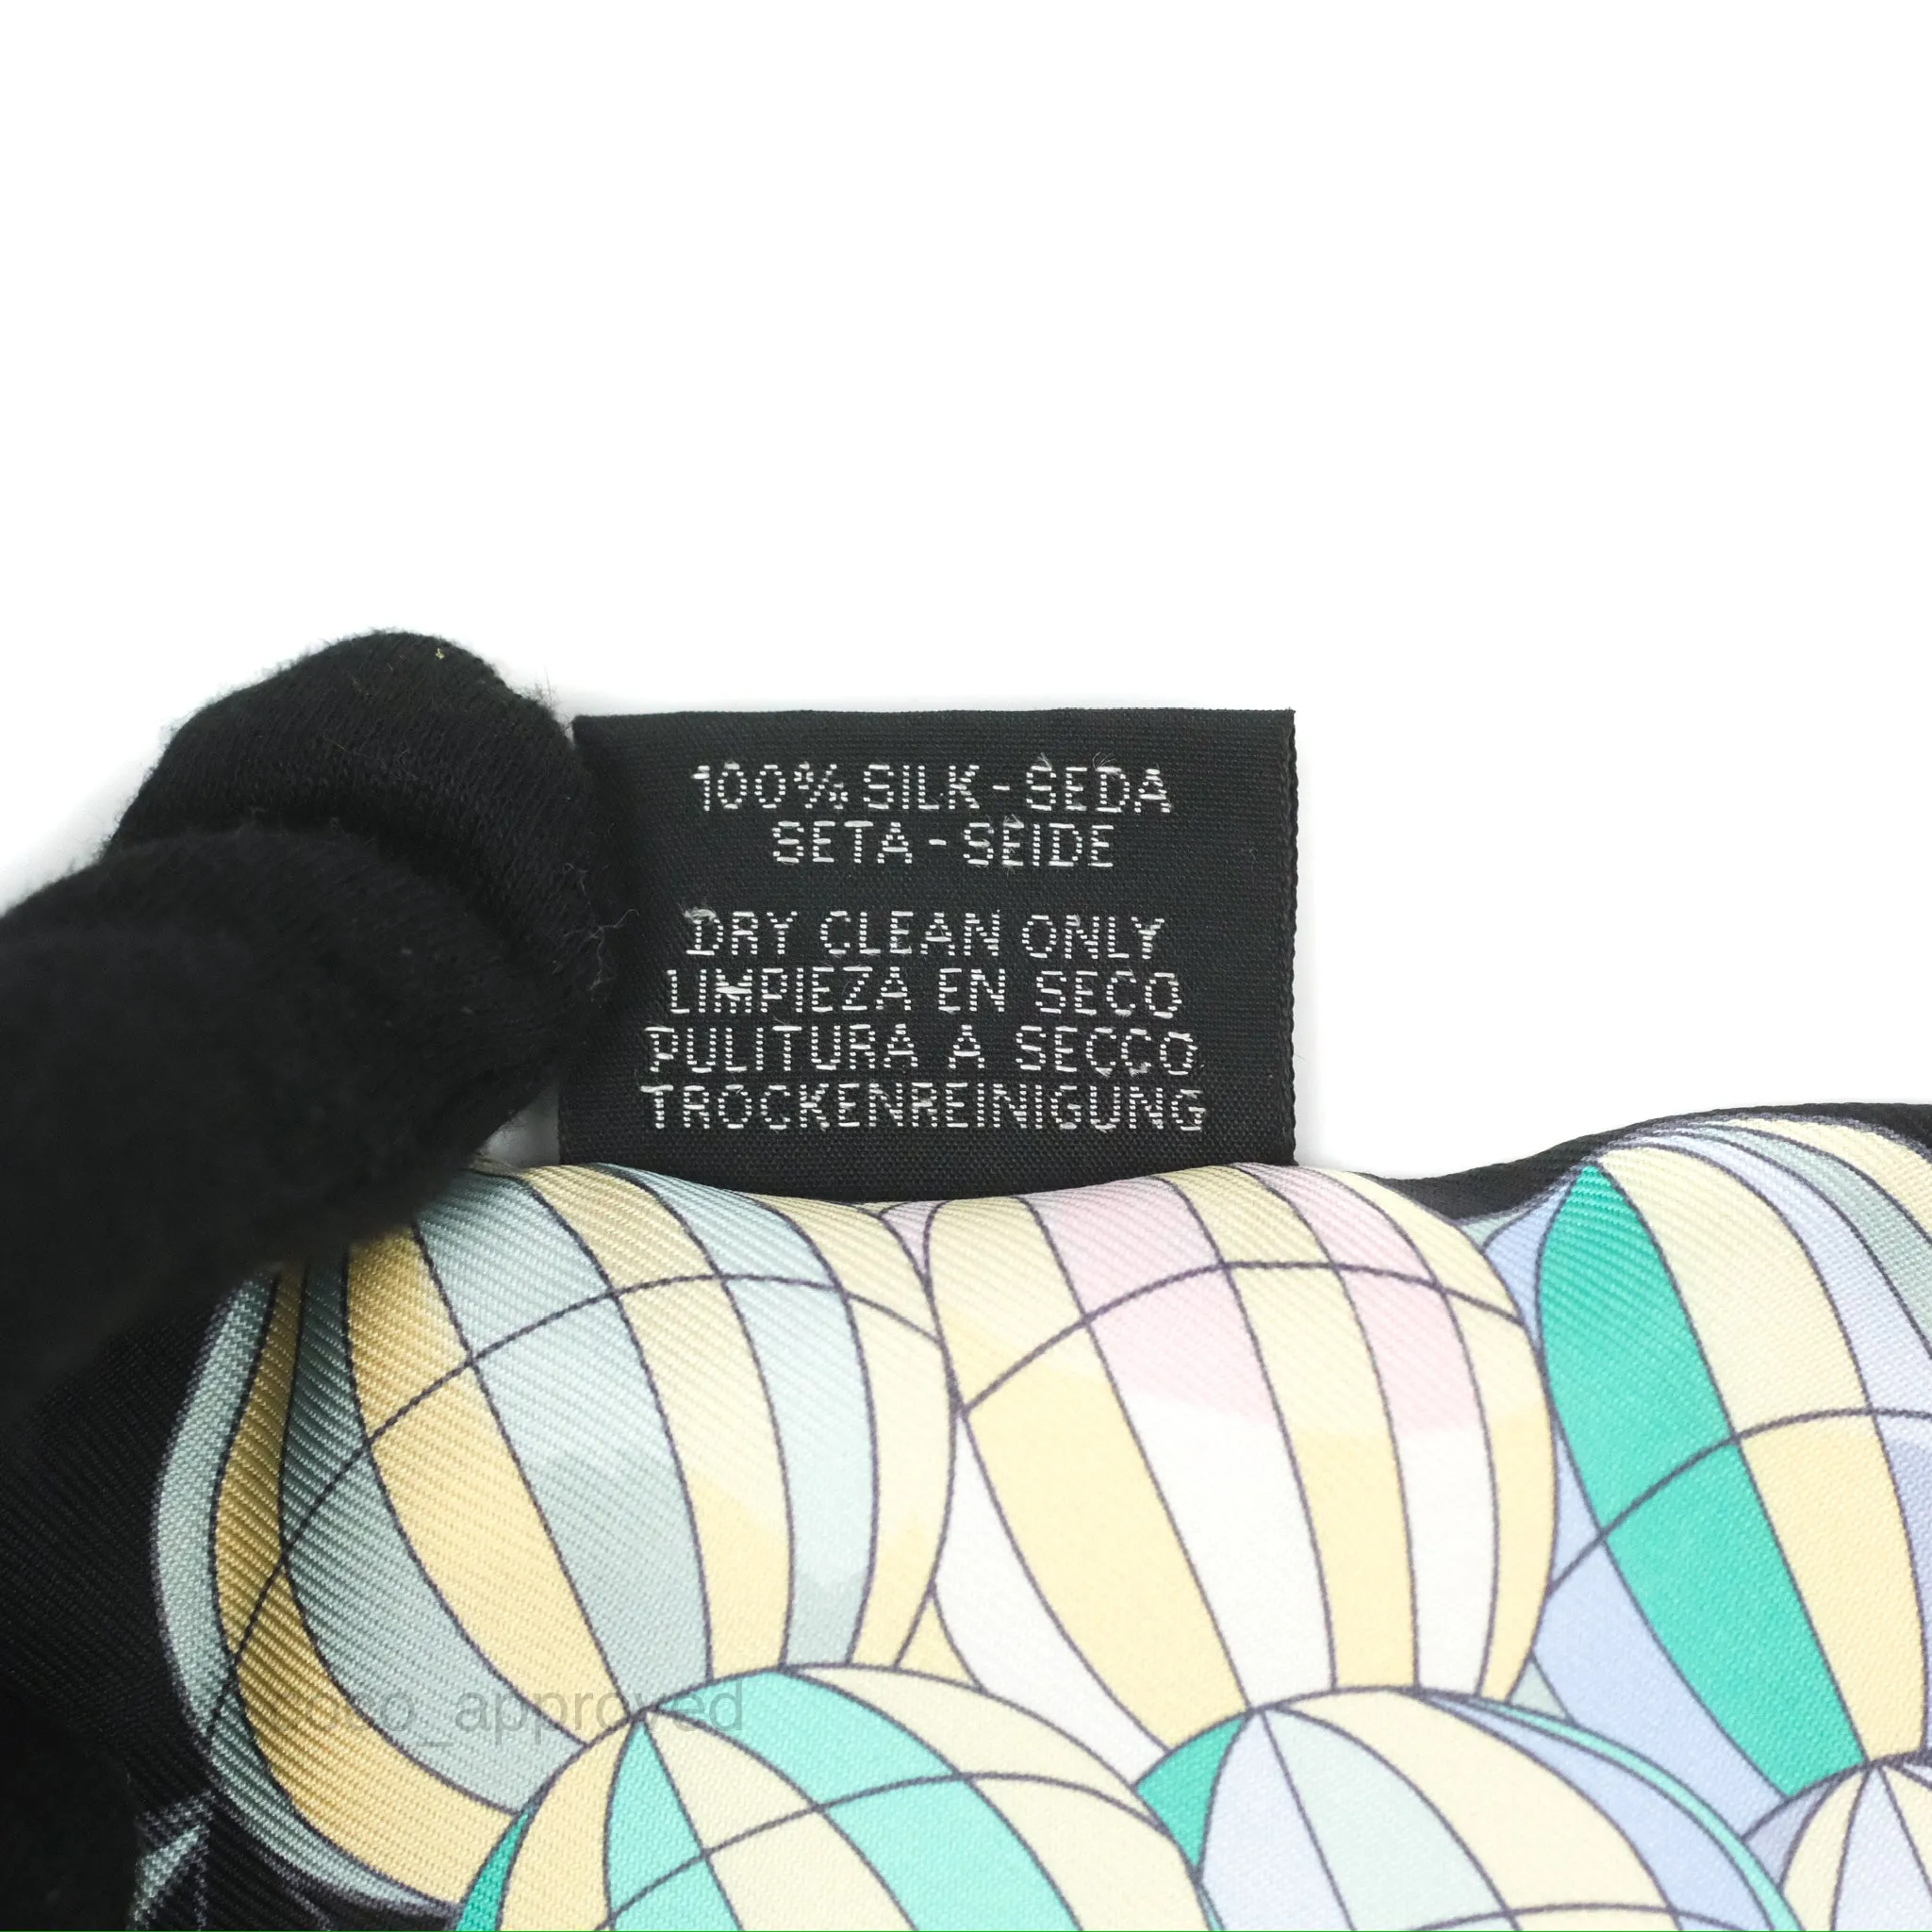 100% SILK - SEDA
SETA - SEIDE
DRY CLEAN ONLY
LIMPIEZA EN SECO
PULITURA A SECCO
TROCKENREINIGUNG